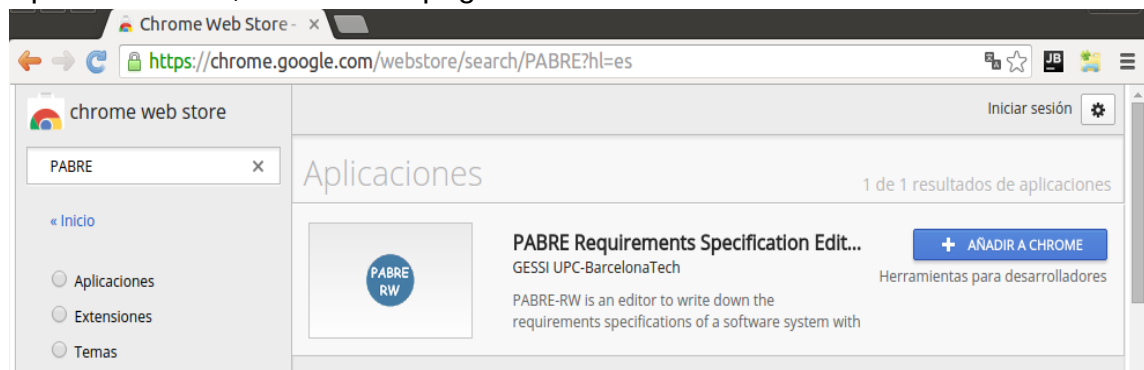 Chrome Web Store -
https://chrome.google.com/webstore/search/PABRE?hl=es
JB
chrome web store
Iniciar sesión
PABRE
Aplicaciones
1 de 1 resultados de aplicaciones
« Inicio
Aplicaciones
Extensiones
Temas
PABRE
RW
PABRE Requirements Specification Edit...
GESSI UPC-BarcelonaTech
PABRE-RW is an editor to write down the
requirements specifications of a software system with
+ AÑADIR A CHROME
Herramientas para desarrolladores